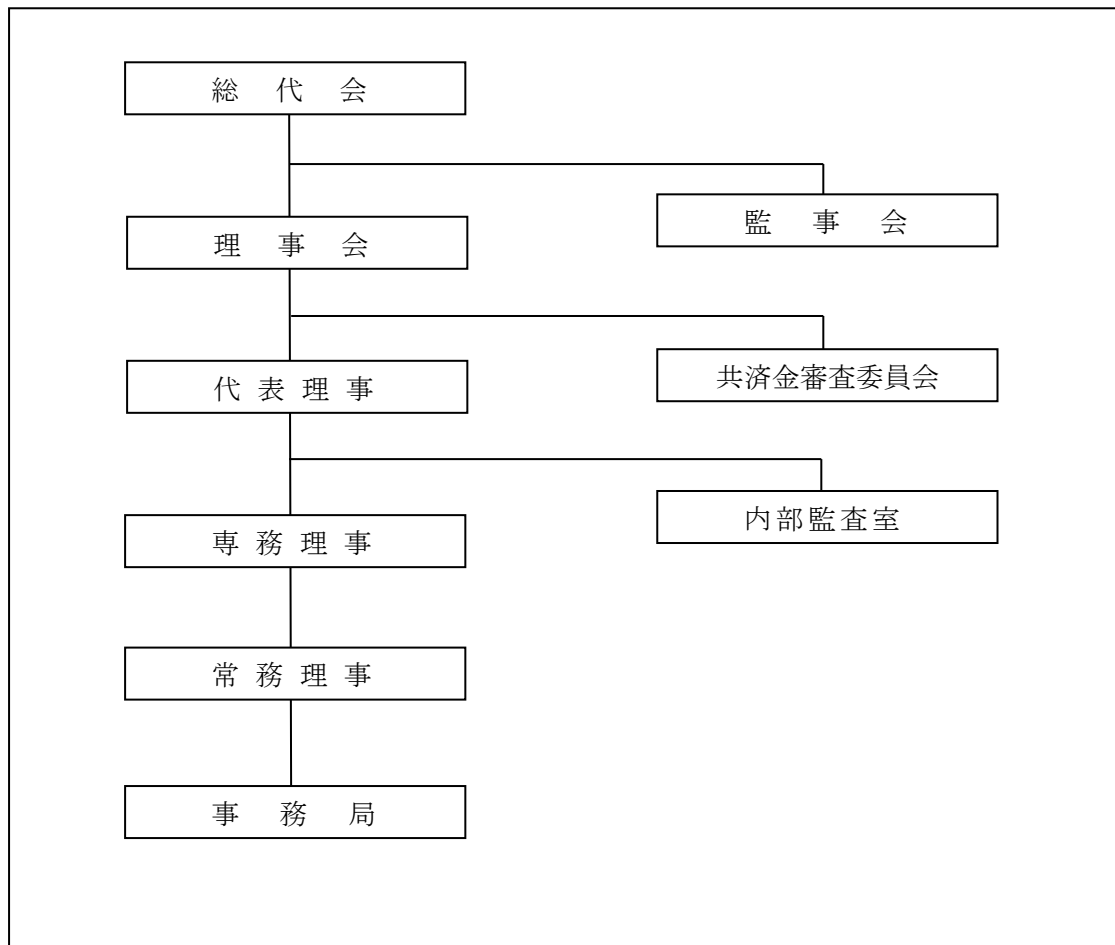 総代会
監事会
理事会
共済金審査委員会
代表理事
内部監査室
専務理事
常務理事
事務局